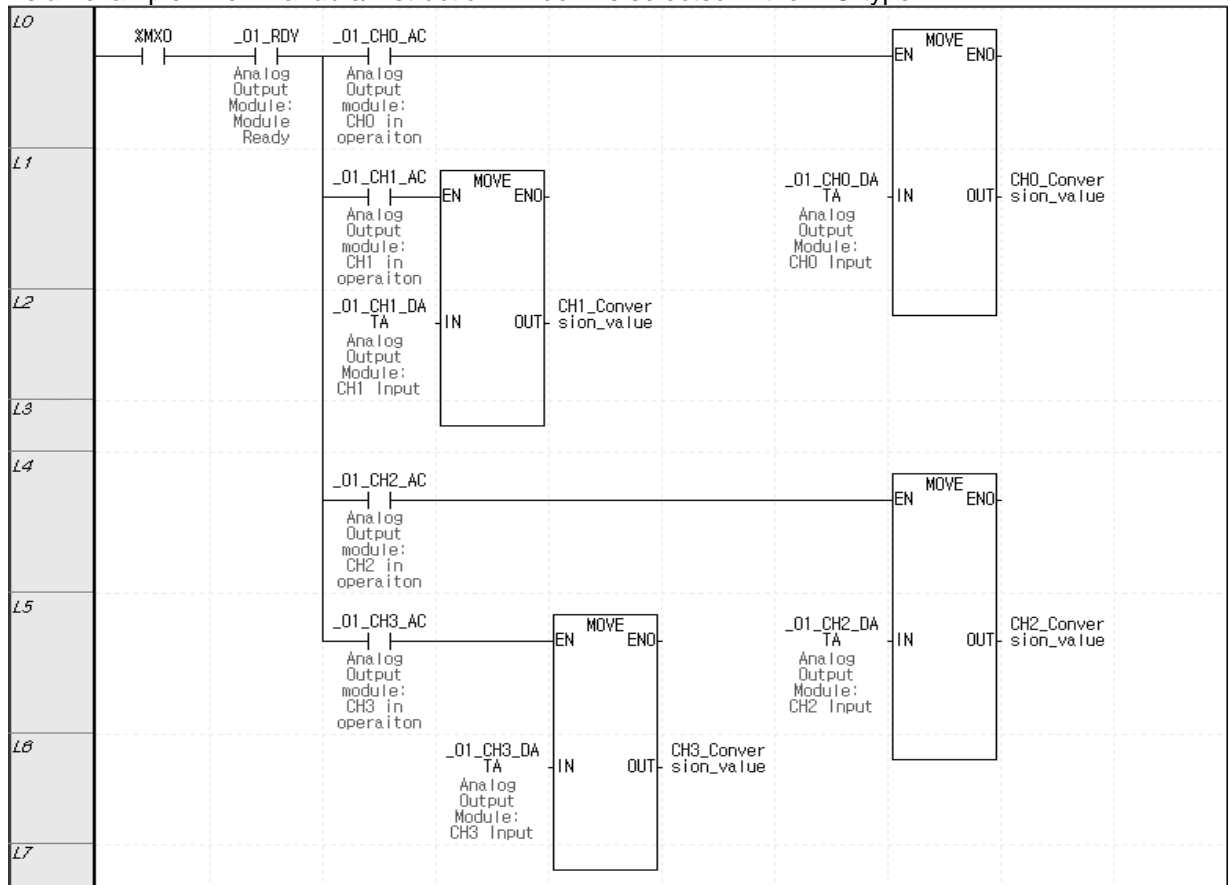 L0
%MX0
_01_RDY
Analog
Output
Module:
Module
Ready
_01_CH0_AC
Analog
Output
module:
CH0 in
operaiton
MOVE
EN ENO
L1
_01_CH1_AC
Analog
Output
module:
CH1 in
operaiton
MOVE
EN ENO
_01_CH0_DA
TA
Analog
Output
Module:
CH0 Input
IN OUT
CH0_Conver
sion_value
L2
_01_CH1_DA
TA
Analog
Output
Module:
CH1 Input
IN OUT
CH1_Conver
sion_value
L3
L4
_01_CH2_AC
Analog
Output
module:
CH2 in
operaiton
MOVE
EN ENO
L5
_01_CH3_AC
Analog
Output
module:
CH3 in
operaiton
MOVE
EN ENO
_01_CH2_DA
TA
Analog
Output
Module:
CH2 Input
IN OUT
CH2_Conver
sion_value
L6
_01_CH3_DA
TA
Analog
Output
Module:
CH3 Input
IN OUT
CH3_Conver
sion_value
L7